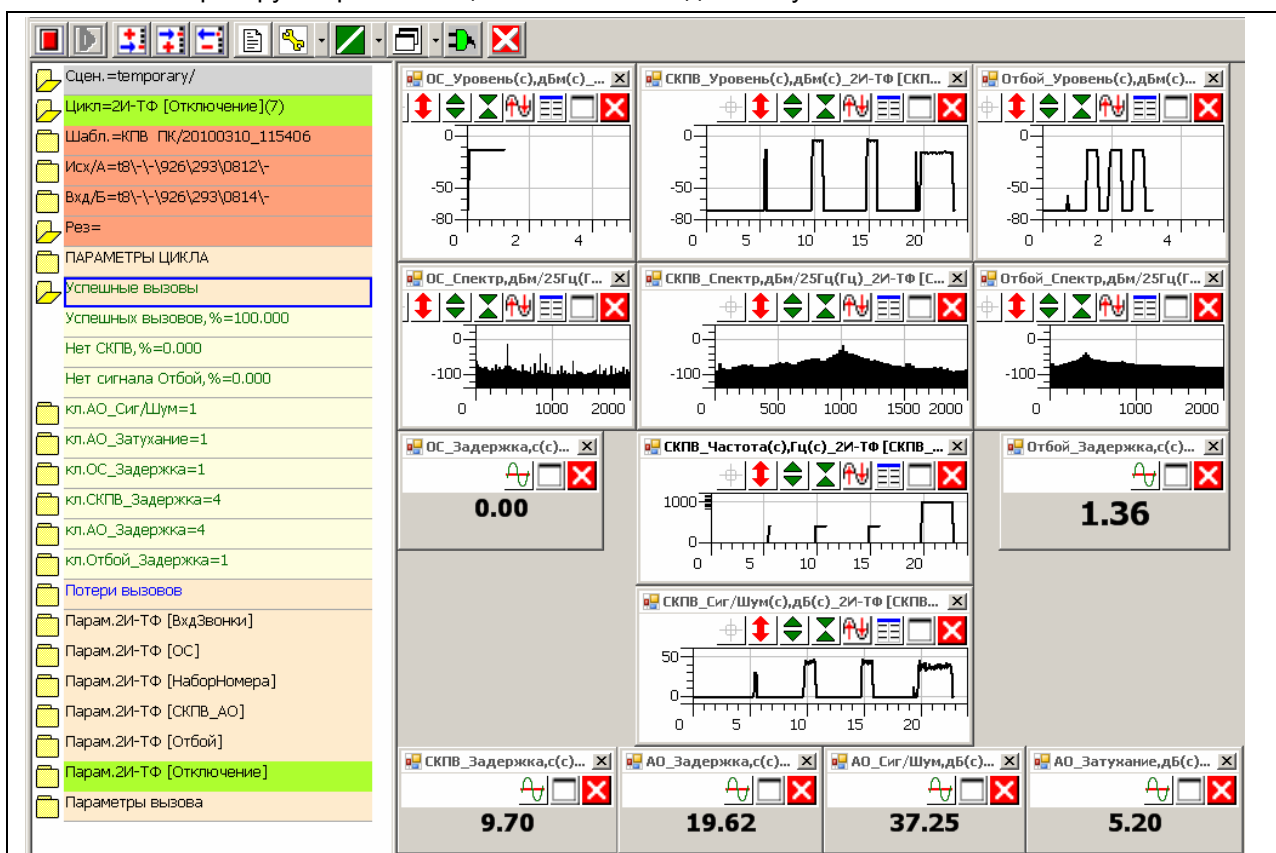 Сцен.=temporary/
Цикл=2И-ТФ [Отключение](7)
Шабл.=КПВ ПК/20100310_115406
Исх/А=t8\-\-\926\293\0812\-
Вхд/Б=t8\-\-\926\293\0814\-
Рез=
ПАРАМЕТРЫ ЦИКЛА
Успешные вызовы
Успешных вызовов,%=100.000
Нет СКПВ,%=0.000
Нет сигнала Отбой,%=0.000
кл.АО_Сиг/Шум=1
кл.АО_Затухание=1
кл.ОС_Задержка=1
кл.СКПВ_Задержка=4
кл.АО_Задержка=4
кл.Отбой_Задержка=1
Потери вызовов
Парам.2И-ТФ [ВхдЗвонки]
Парам.2И-ТФ [ОС]
Парам.2И-ТФ [НаборНомера]
Парам.2И-ТФ [СКПВ_АО]
Парам.2И-ТФ [Отбой]
Парам.2И-ТФ [Отключение]
Параметры вызова
ОС_Уровень(с),дБм(с)_...
0
-50
-80
0 2 4
СКПВ_Уровень(с),дБм(с)_2И-ТФ [СКП...
0
-50
-80
0 5 10 15 20
Отбой_Уровень(с),дБм(с)...
0
-50
-80
0 2 4
ОС_Спектр,дБм/25Гц(Г...
0
-100
0 1000 2000
СКПВ_Спектр,дБм/25Гц(Гц)_2И-ТФ [С...
0
-100
0 500 1000 1500 2000
Отбой_Спектр,дБм/25Гц(Г...
0
-100
0 1000 2000
ОС_Задержка,с(с)...
0.00
СКПВ_Частота(с),Гц(с)_2И-ТФ [СКПВ_...
1000
0
0 5 10 15 20
Отбой_Задержка,с(с)...
1.36
СКПВ_Сиг/Шум(с),дБ(с)_2И-ТФ [СКПВ...
50
0
0 5 10 15 20
СКПВ_Задержка,с(с)...
9.70
АО_Задержка,с(с)...
19.62
АО_Сиг/Шум,дБ(с)...
37.25
АО_Затухание,дБ(с)...
5.20